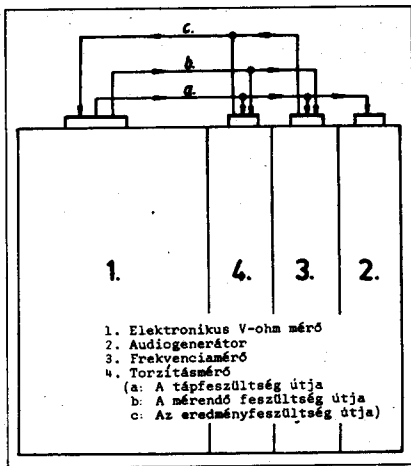 c.
b.
a.
1.
4.
3.
2.
1. Elektronikus V-ohm mérő
2. Audiogenerátor
3. Frekvenciamérő
4. Torzításmérő
(a: A tápfeszültség útja
b: A mérendő feszültség útja
c: Az eredményfeszültség útja)